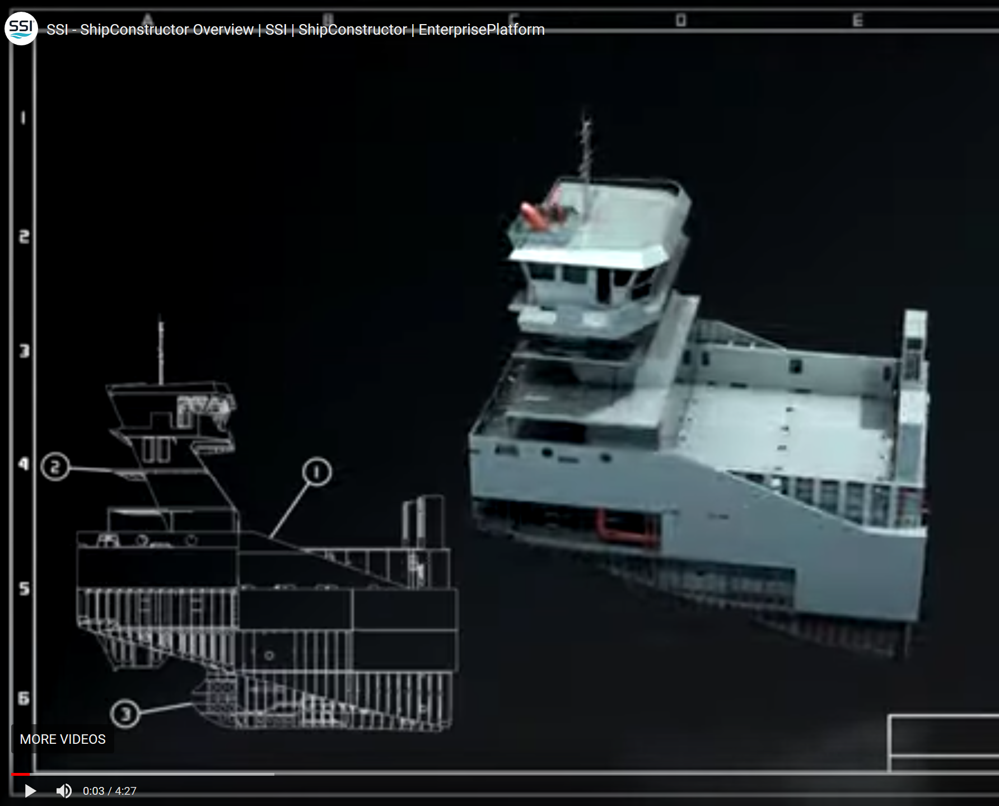 A B C D E
SSI
SSI - ShipConstructor Overview | SSI | ShipConstructor | EnterprisePlatform
1
2
3
4
2
1
5
6
3
MORE VIDEOS
0:03 / 4:27